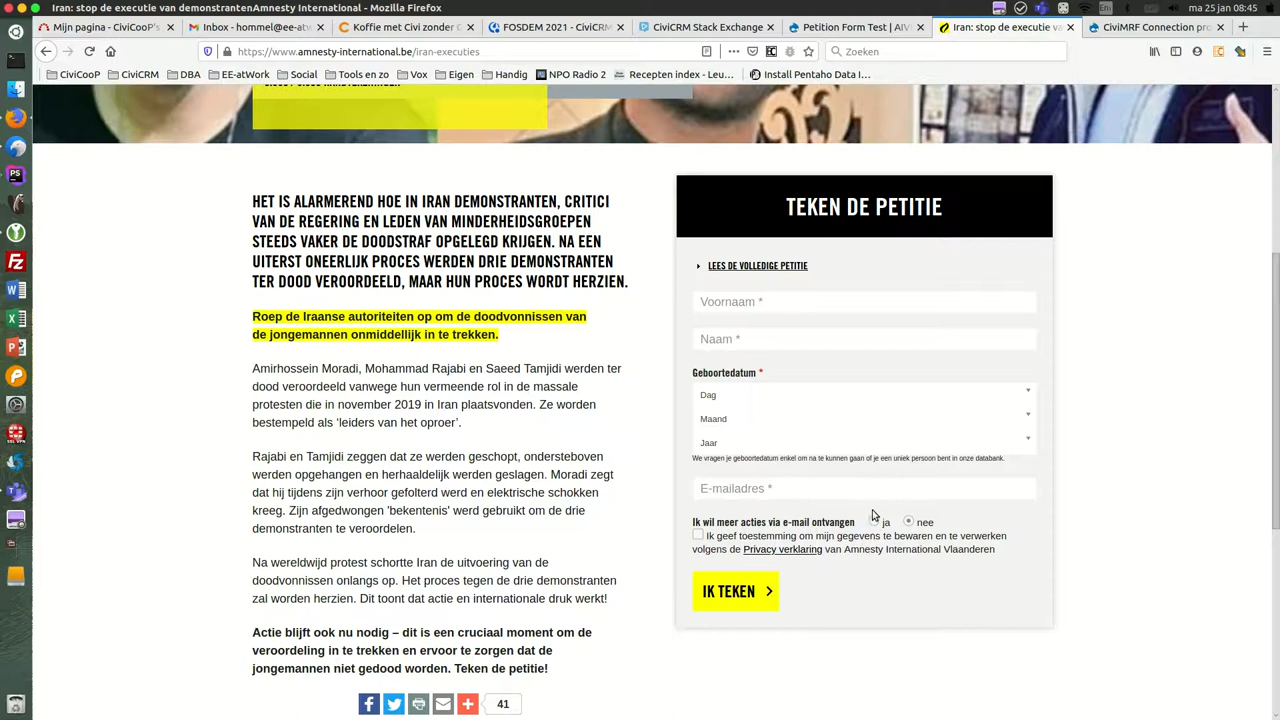 Iran: stop de executie van demonstrantenAmnesty International - Mozilla Firefox
En
ma 25 jan 08:45
Mijn pagina - CiviCooP's C
Inbox - hommel@ee-atw
Koffie met CiviCRM - C
FOSDEM 2021 - CiviCRM
CiviCRM Stack Exchange
Petition Form Test | AIVL
Iran: stop de executie va
CiviMRF Connection pro
https://www.amnesty-international.be/iran-executies
Zoeken
CiviCooP
CiviCRM
DBA
EE-atWork
Social
Tools en zo
Vox
Eigen
Handig
NPO Radio 2
Recepten index - Leu…
Install Pentaho Data I…
HET IS ALARMEREND HOE IN IRAN DEMONSTRANTEN, CRITICI
VAN DE REGERING EN LEDEN VAN MINDERHEIDSGROEPEN
STEEDS VAKER DE DOODSTRAF OPGELEGD KRIJGEN. NA EEN
UITERST ONEERLIJK PROCES WERDEN DRIE DEMONSTRANTEN
TER DOOD VEROORDEELD, MAAR HUN PROCES WORDT HERZIEN.
Roep de Iraanse autoriteiten op om de doodvonnissen van
de jongemannen onmiddellijk in te trekken.
Amirhossein Moradi, Mohammad Rajabi en Saeed Tamjidi werden ter
dood veroordeeld vanwege hun vermeende rol in de massale
protesten die in november 2019 in Iran plaatsvonden. Ze worden
bestempeld als ‘leiders van het oproer’.
Rajabi en Tamjidi zeggen dat ze werden geschopt, ondersteboven
werden opgehangen en herhaaldelijk werden geslagen. Moradi zegt
dat hij tijdens zijn verhoor gefolterd werd en elektrische schokken
kreeg. Zijn afgedwongen 'bekentenis' werd gebruikt om de drie
demonstranten te veroordelen.
Na wereldwijd protest schortte Iran de uitvoering van de
doodvonnissen onlangs op. Het proces tegen de drie demonstranten
zal worden herzien. Dit toont dat actie en internationale druk werkt!
Actie blijft ook nu nodig – dit is een cruciaal moment om de
veroordeling in te trekken en ervoor te zorgen dat de
jongemannen niet gedood worden. Teken de petitie!
41
TEKEN DE PETITIE
LEES DE VOLLEDIGE PETITIE
Voornaam *
Naam *
Geboortedatum *
Dag
Maand
Jaar
We vragen je geboortedatum enkel om na te kunnen gaan of je een uniek persoon bent in onze databank.
E-mailadres *
Ik wil meer acties via e-mail ontvangen ja nee
Ik geef toestemming om mijn gegevens te bewaren en te verwerken
volgens de Privacy verklaring van Amnesty International Vlaanderen
IK TEKEN